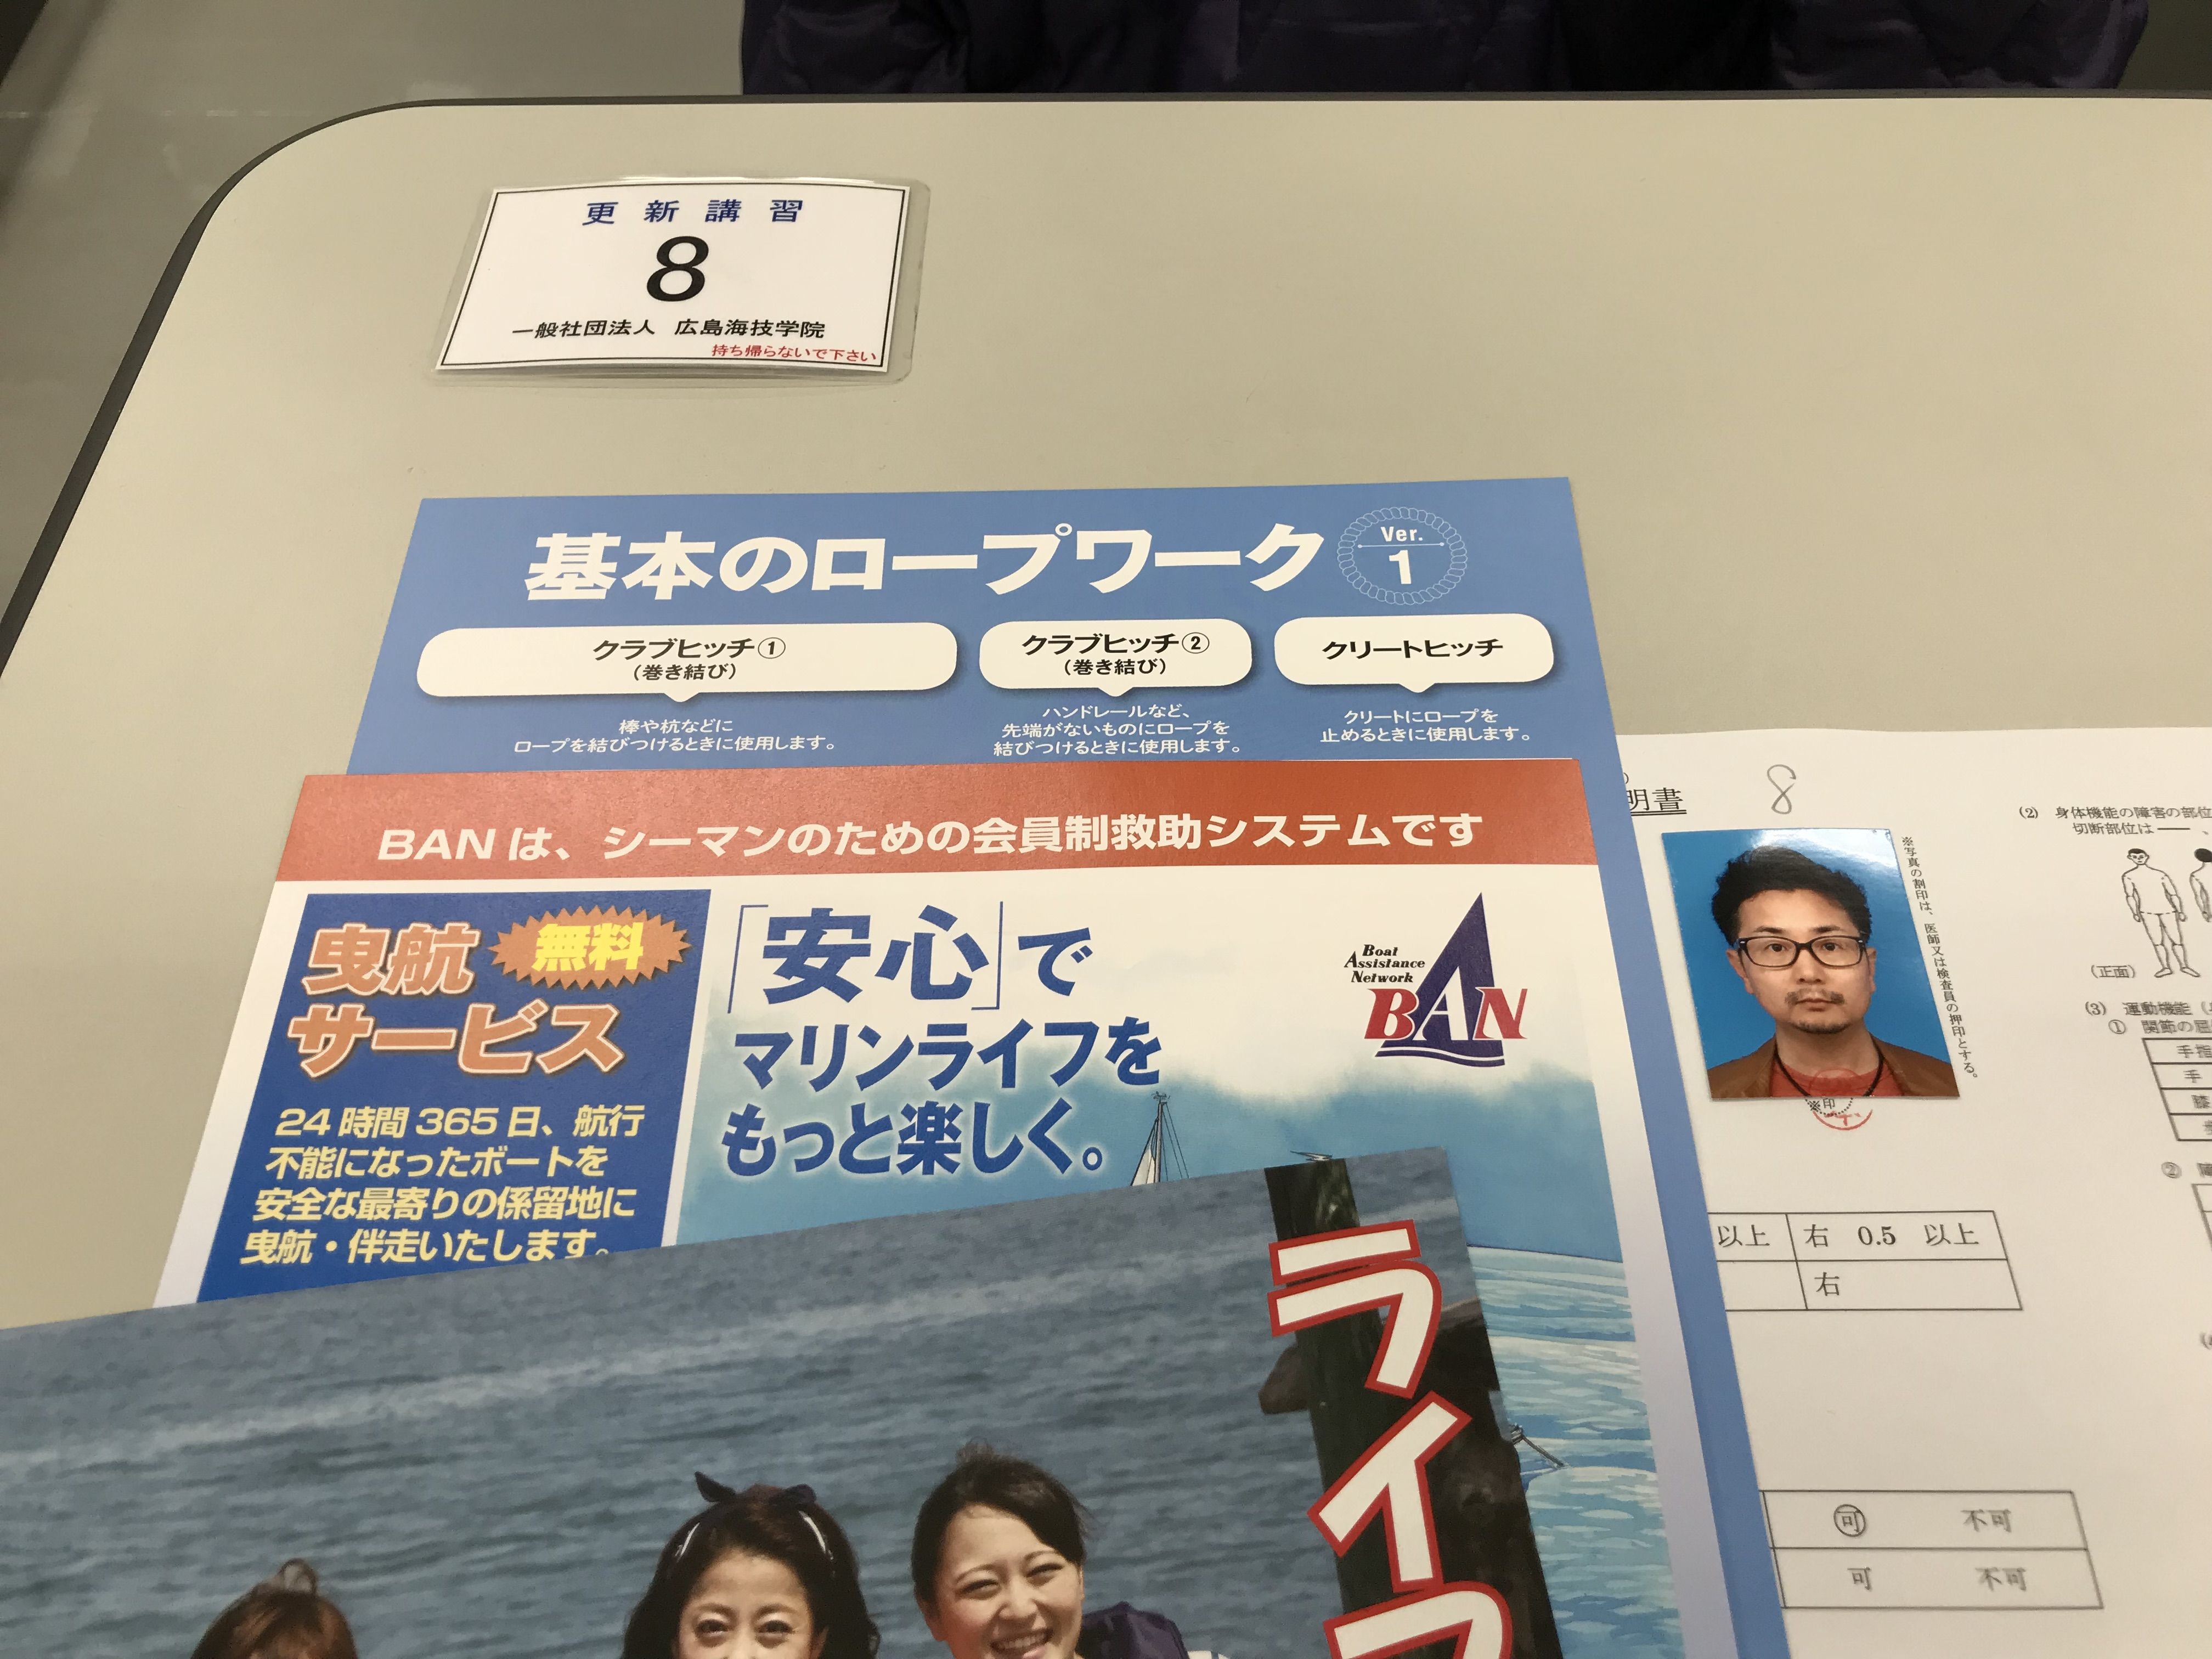 更新講習
8
一般社団法人 広島海技学院
持ち帰らないで下さい
基本のロープワーク
Ver.
1
クラブヒッチ①
(巻き結び)
棒や杭などに
ロープを結びつけるときに使用します。
クラブヒッチ②
(巻き結び)
ハンドレールなど、
先端がないものにロープを
結びつけるときに使用します。
クリートヒッチ
クリートにロープを
止めるときに使用します。
BANは、シーマンのための会員制救助システムです
曳航
無料
サービス
24時間365日、航行
不能になったボートを
安全な最寄りの係留地に
曳航・伴走いたします。
「安心」で
マリンライフを
もっと楽しく。
Boat
Assistance
Network
BAN
ライフ
明書
8
※写真の割印は、医師又は検査員の押印とする。
※印
以上 右 0.5 以上
右
可 不可
可 不可
(2) 身体機能の障害の部位
切断部位は ── 、
(正面)
(3) 運動機能
① 関節の屈
手指
手
膝
②